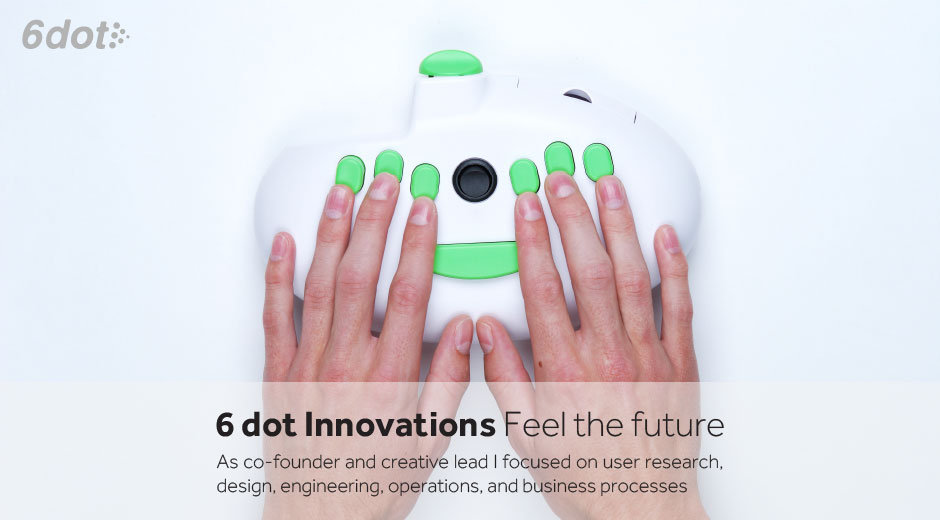 6dot
6 dot Innovations Feel the future
As co-founder and creative lead I focused on user research,
design, engineering, operations, and business processes